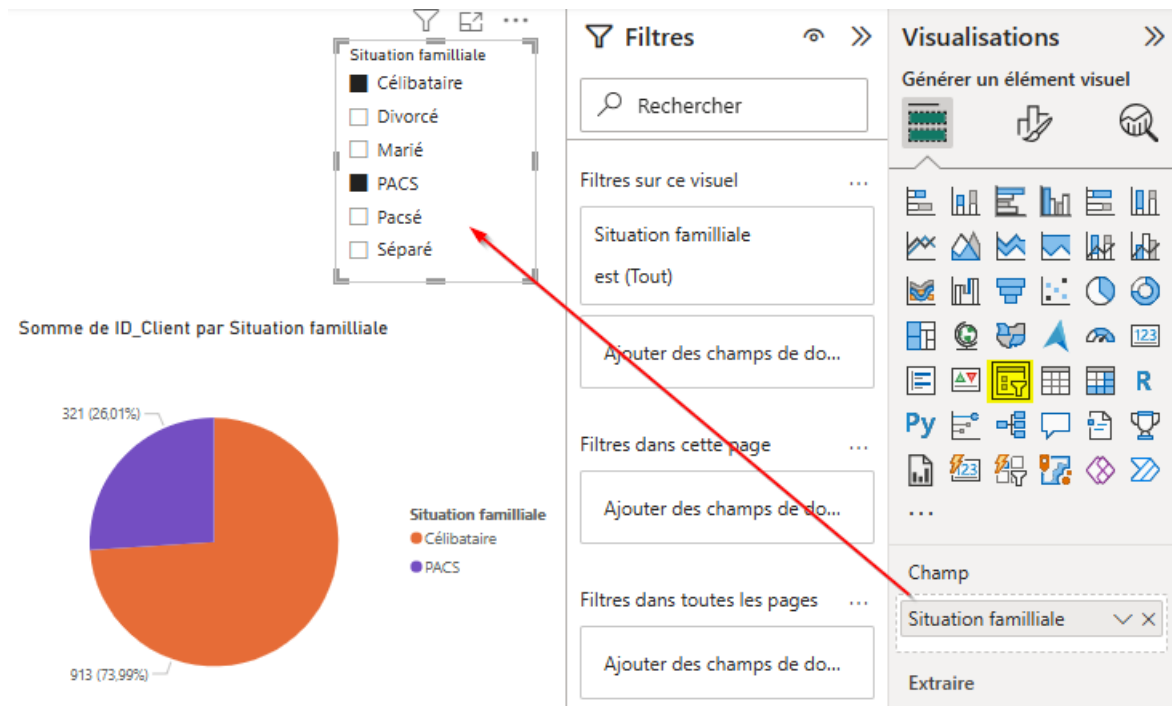 Situation familliale
Célibataire
Divorcé
Marié
PACS
Pacsé
Séparé
Somme de ID_Client par Situation familliale
321 (26,01%)
913 (73,99%)
Situation familliale
Célibataire
PACS
Filtres
Rechercher
Filtres sur ce visuel
...
Situation familliale
est (Tout)
Ajouter des champs de do...
Filtres dans cette page
...
Ajouter des champs de do...
Filtres dans toutes les pages
...
Ajouter des champs de do...
Visualisations
Générer un élément visuel
123
R
Py
123
...
Champ
Situation familliale
Extraire